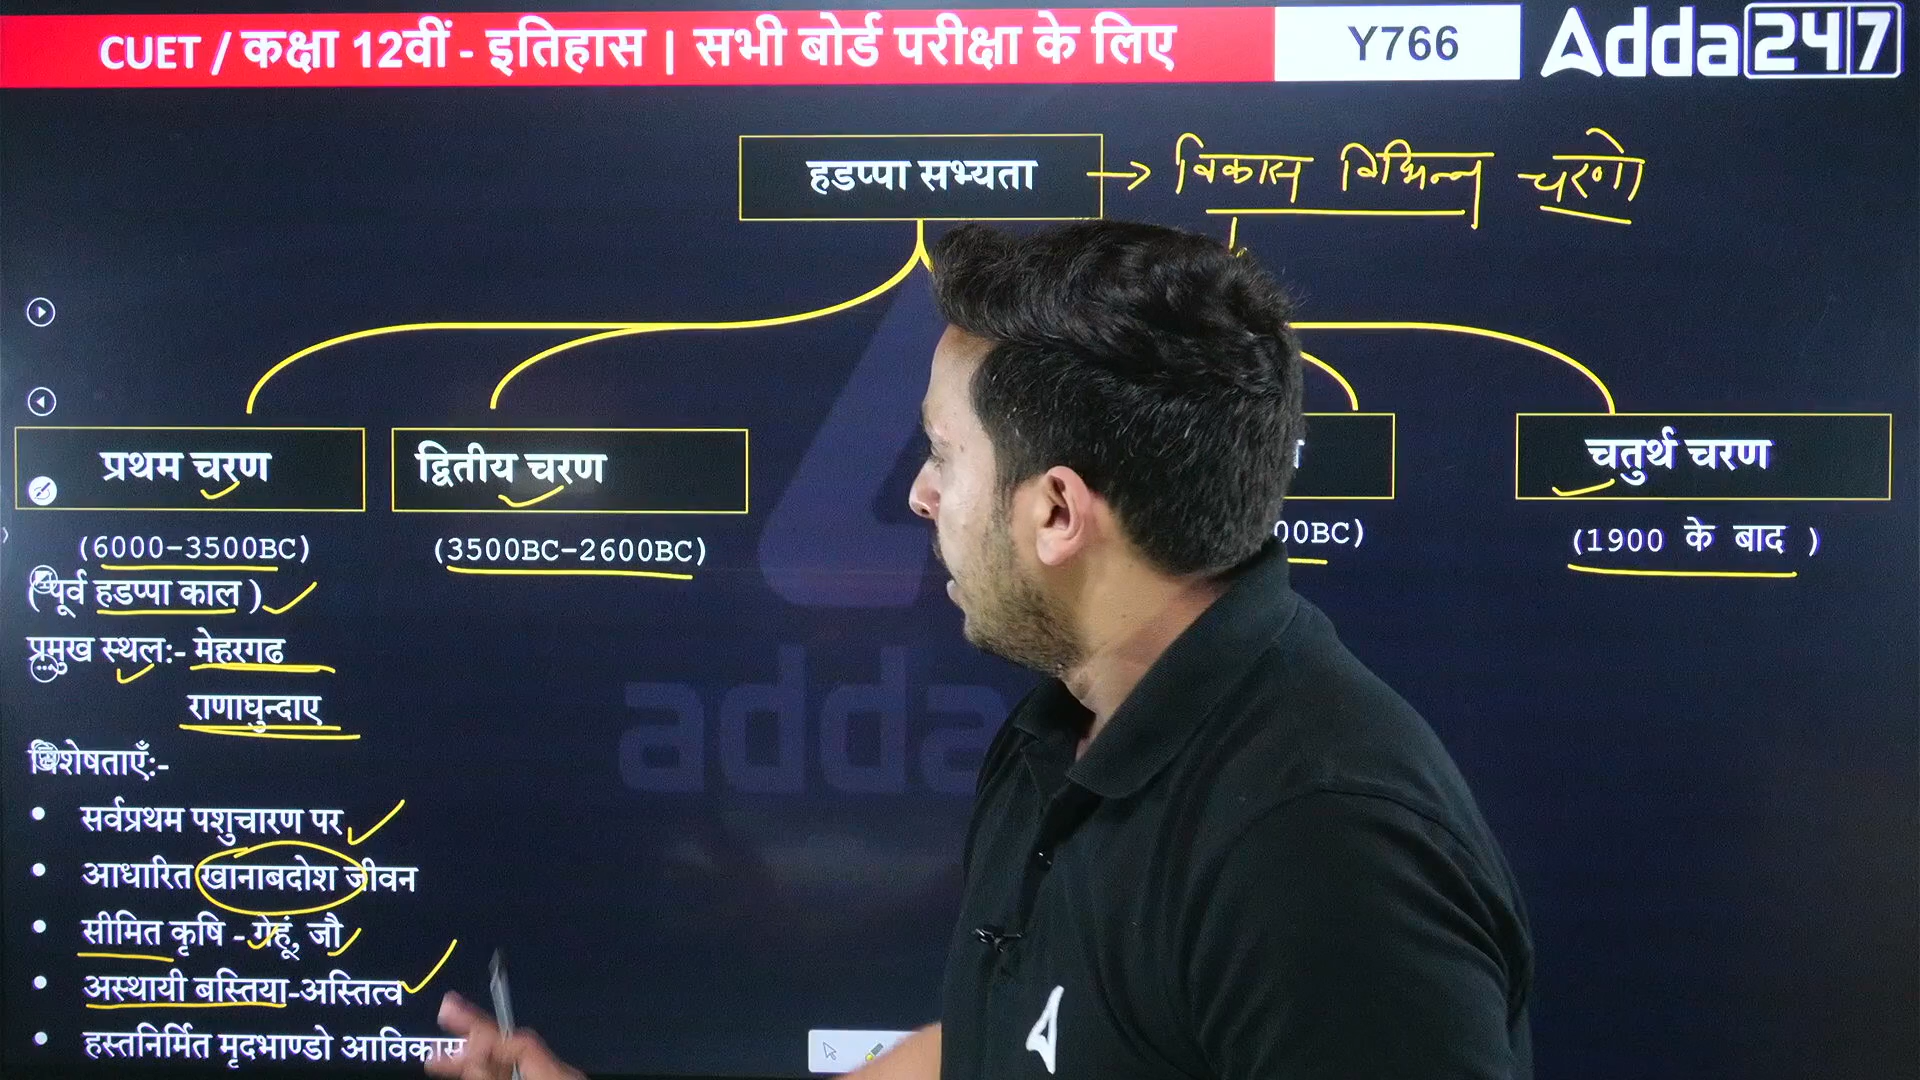 CUET / कक्षा 12वीं - इतिहास | सभी बोर्ड परीक्षा के लिए
Y766
Adda247
हडप्पा सभ्यता
विकास विभिन्न चरणो
प्रथम चरण
द्वितीय चरण
चतुर्थ चरण
(6000-3500BC)
(3500BC-2600BC)
00BC)
(1900 के बाद )
(पूर्व हडप्पा काल )
प्रमुख स्थल:- मेहरगढ
राणाघुन्दाए
विशेषताएँ:-
• सर्वप्रथम पशुचारण पर
• आधारित खानाबदोश जीवन
• सीमित कृषि - गेहूं, जौ
• अस्थायी बस्तिया-अस्तित्व
• हस्तनिर्मित मृदभाण्डो आविकास
adda